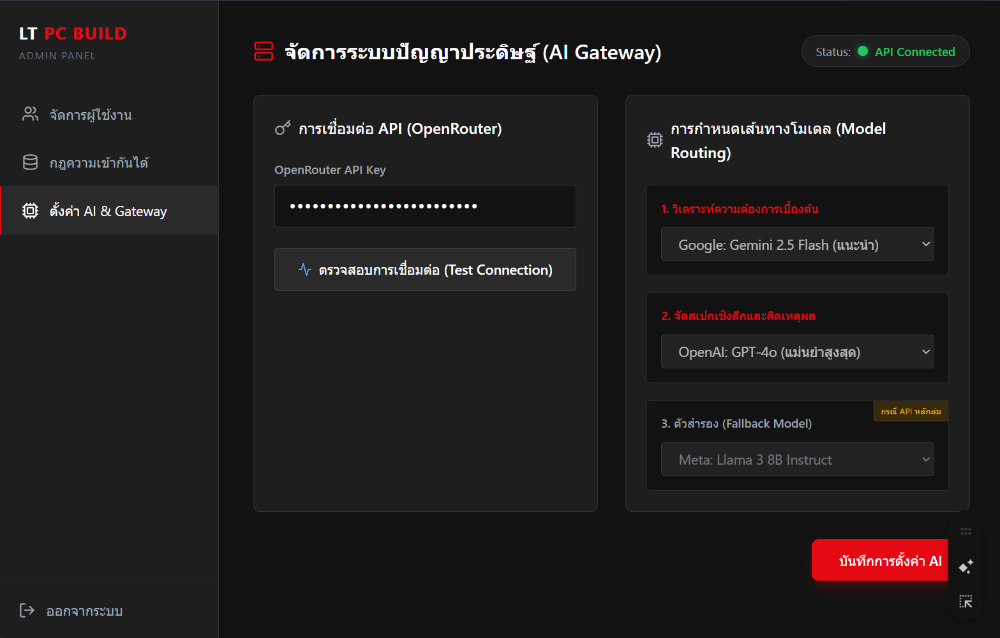 LT PC BUILD
ADMIN PANEL
จัดการผู้ใช้งาน
กฎความเข้ากันได้
ตั้งค่า AI & Gateway
ออกจากระบบ
จัดการระบบปัญญาประดิษฐ์ (AI Gateway)
Status: API Connected
การเชื่อมต่อ API (OpenRouter)
OpenRouter API Key
•••••••••••••••••••••••••
ตรวจสอบการเชื่อมต่อ (Test Connection)
การกำหนดเส้นทางโมเดล (Model
Routing)
1. วิเคราะห์ความต้องการเบื้องต้น
Google: Gemini 2.5 Flash (แนะนำ)
2. จัดสเปกเชิงลึกและคิดเหตุผล
OpenAI: GPT-4o (แม่นยำสูงสุด)
กรณี API หลักล่ม
3. ตัวสำรอง (Fallback Model)
Meta: Llama 3 8B Instruct
บันทึกการตั้งค่า AI